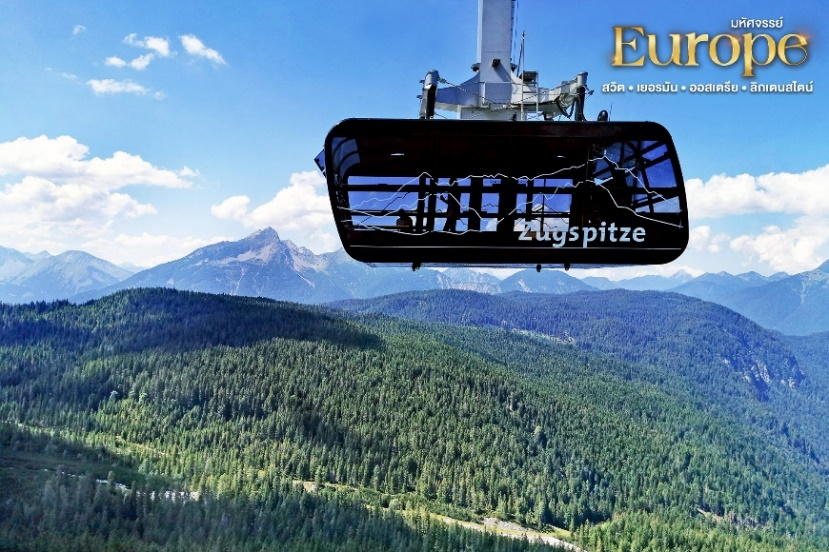 มหัศจรรย์
Europe
สวิต • เยอรมัน • ออสเตรีย • ลิกเตนสไตน์
Zugspitze